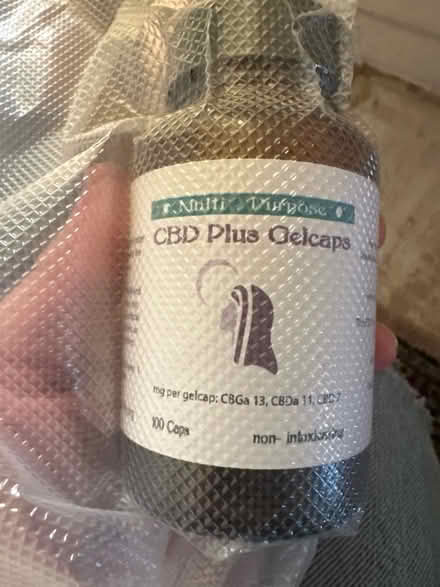 Multi-Purpose
CBD Plus Gelcaps
mg per gelcap: CBGa 13, CBDa 11, CBD 7
100 Caps
non- intoxicating